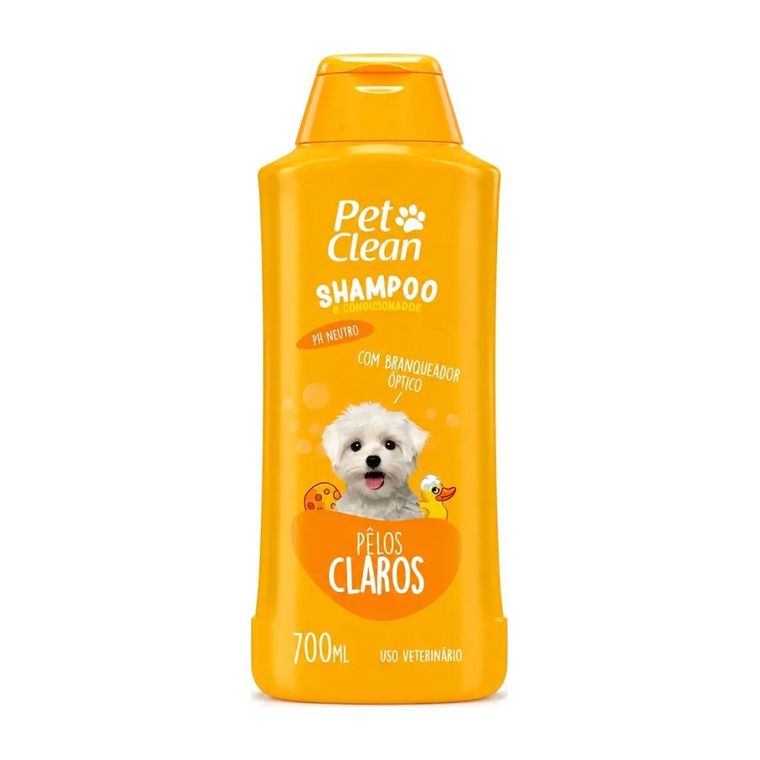 Pet
Clean
SHAMPOO
E CONDICIONADOR
PH NEUTRO
COM BRANQUEADOR
ÓPTICO
PÊLOS
CLAROS
700ML
USO VETERINÁRIO